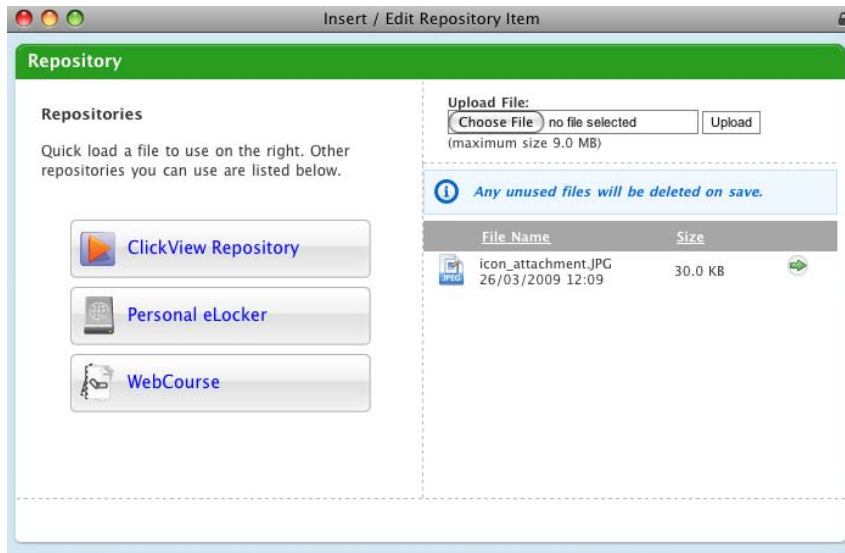 Insert / Edit Repository Item
Repository
Repositories
Quick load a file to use on the right. Other
repositories you can use are listed below.
ClickView Repository
Personal eLocker
WebCourse
Upload File:
Choose File no file selected Upload
(maximum size 9.0 MB)
Any unused files will be deleted on save.
File Name Size
JPEG icon_attachment.JPG 30.0 KB
26/03/2009 12:09